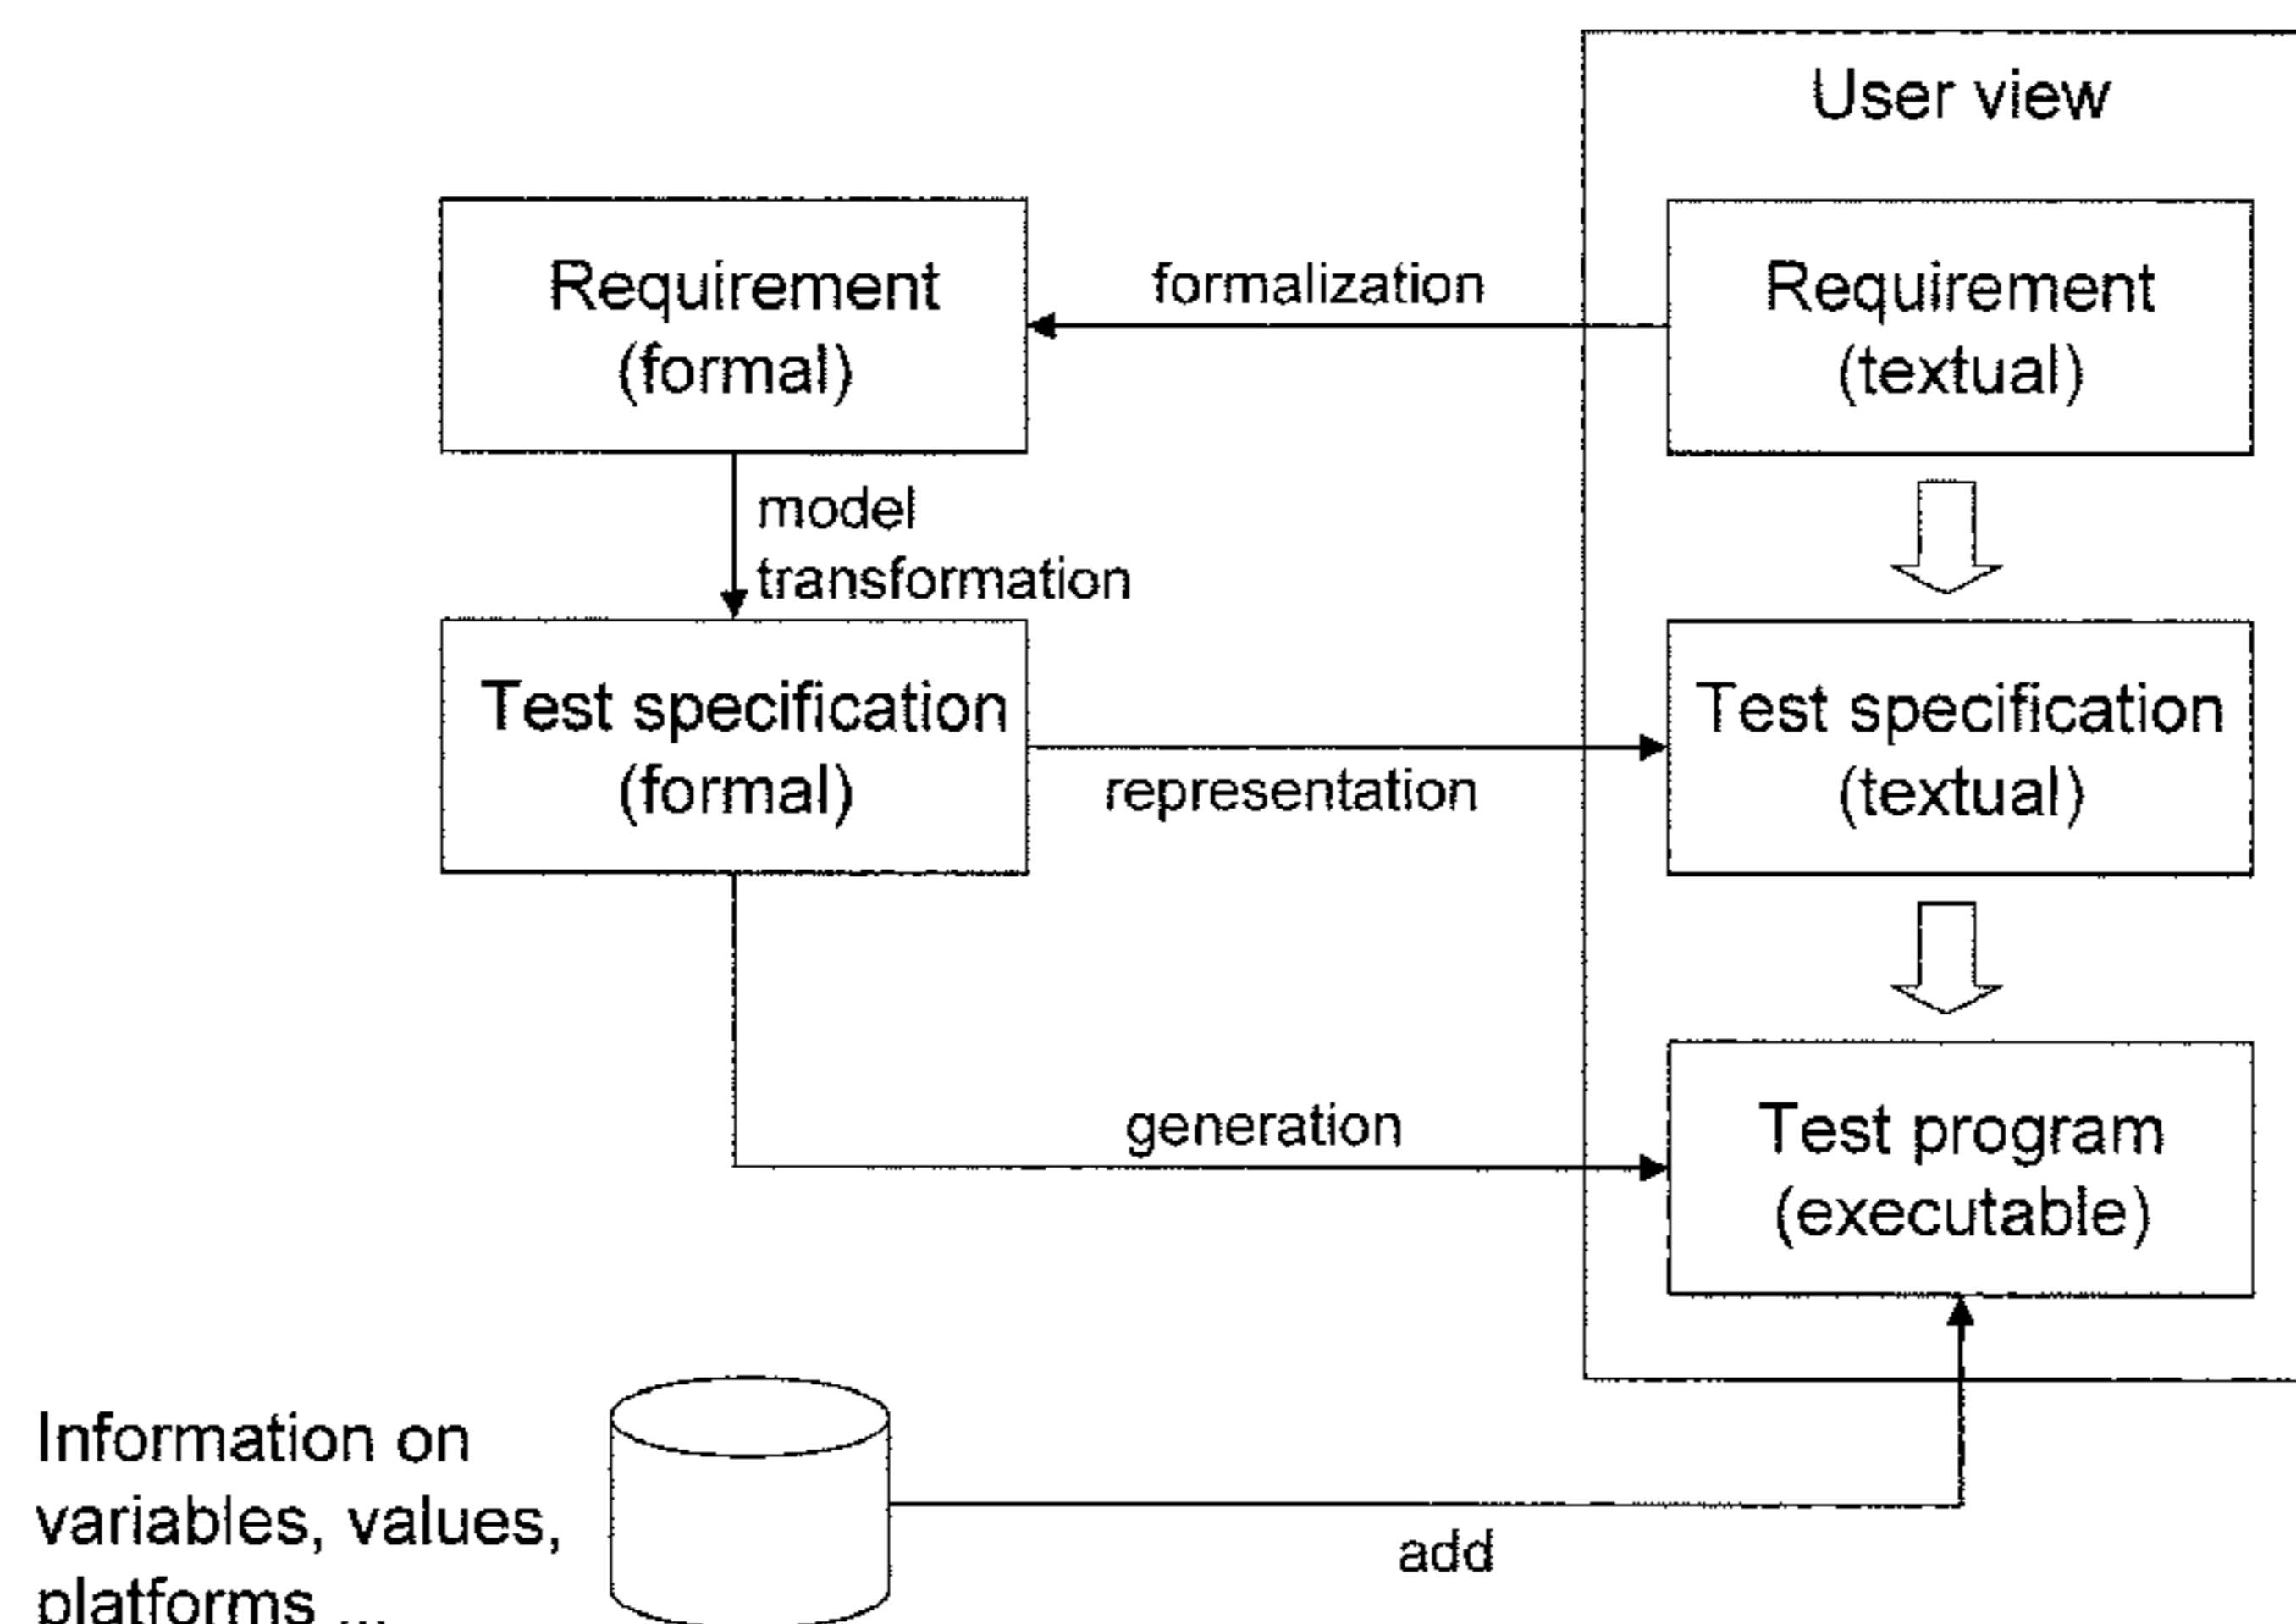 User view
Requirement
(formal)
formalization
Requirement
(textual)
model
transformation
Test specification
(formal)
representation
Test specification
(textual)
generation
Test program
(executable)
Information on
variables, values,
platforms ...
add